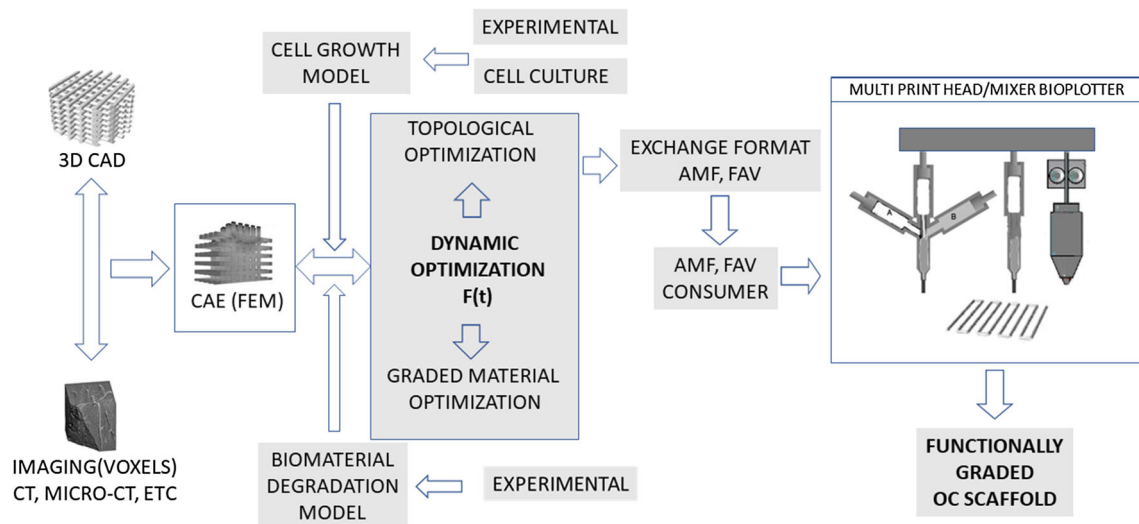 3D CAD
IMAGING(VOXELS)
CT, MICRO-CT, ETC
CAE (FEM)
CELL GROWTH
MODEL
EXPERIMENTAL
CELL CULTURE
TOPOLOGICAL
OPTIMIZATION
DYNAMIC
OPTIMIZATION
F(t)
GRADED MATERIAL
OPTIMIZATION
BIOMATERIAL
DEGRADATION
MODEL
EXPERIMENTAL
EXCHANGE FORMAT
AMF, FAV
AMF, FAV
CONSUMER
MULTI PRINT HEAD/MIXER BIOPLOTTER
A
B
FUNCTIONALLY
GRADED
OC SCAFFOLD